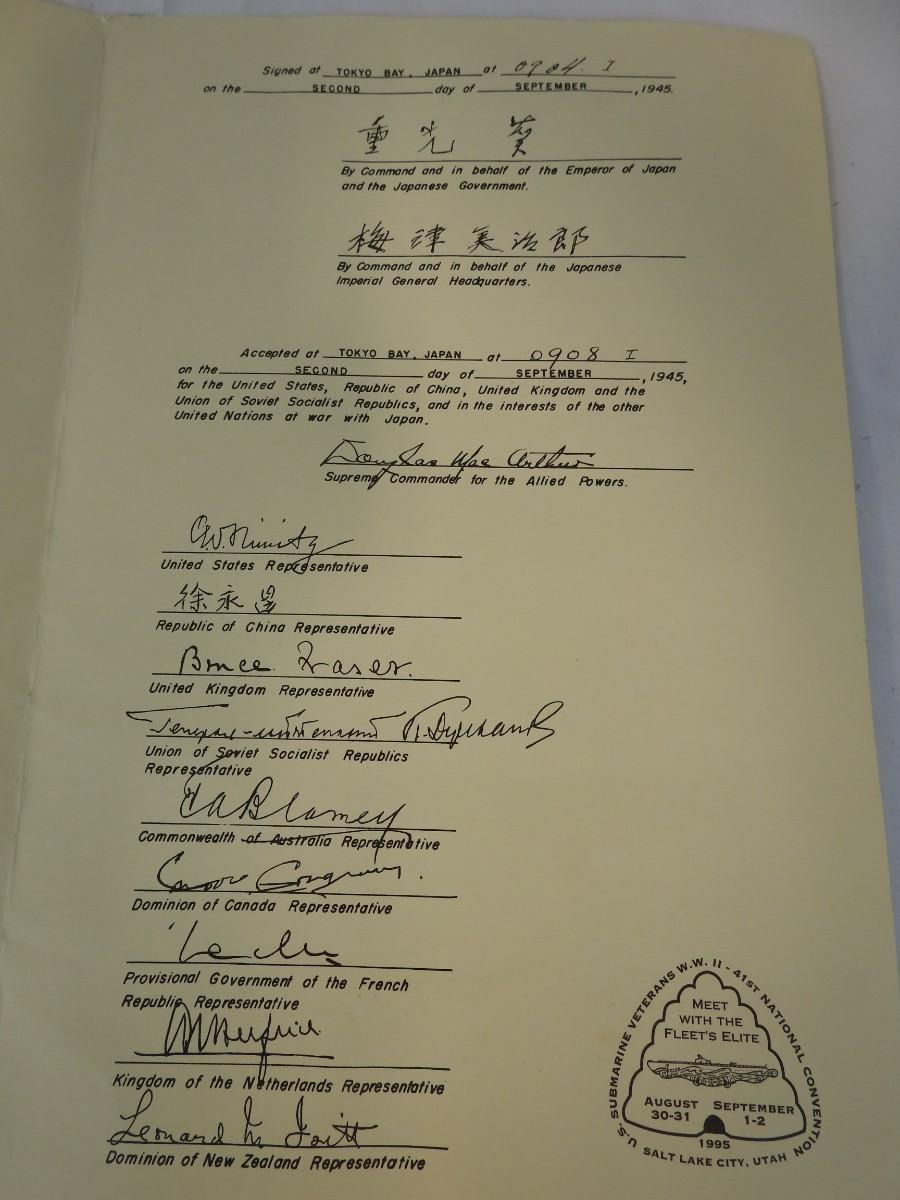 Signed at TOKYO BAY, JAPAN at 0904 I
on the SECOND day of SEPTEMBER, 1945.
重光 葵
By Command and in behalf of the Emperor of Japan
and the Japanese Government.
梅津美治郎
By Command and in behalf of the Japanese
Imperial General Headquarters.
Accepted at TOKYO BAY, JAPAN at 0908 I
on the SECOND day of SEPTEMBER, 1945,
for the United States, Republic of China, United Kingdom and the
Union of Soviet Socialist Republics, and in the interests of the other
United Nations at war with Japan.
Douglas MacArthur
Supreme Commander for the Allied Powers.
C.W. Nimitz
United States Representative
徐永昌
Republic of China Representative
Bruce Fraser.
United Kingdom Representative
Union of Soviet Socialist Republics
Representative
T A Blamey
Commonwealth of Australia Representative
Dominion of Canada Representative
Provisional Government of the French
Republic Representative
Kingdom of the Netherlands Representative
Leonard M Isitt
Dominion of New Zealand Representative
U.S. SUBMARINE VETERANS W.W. II - 41ST NATIONAL CONVENTION
MEET
WITH THE
FLEET'S ELITE
AUGUST SEPTEMBER
30-31 1-2
1995
SALT LAKE CITY, UTAH